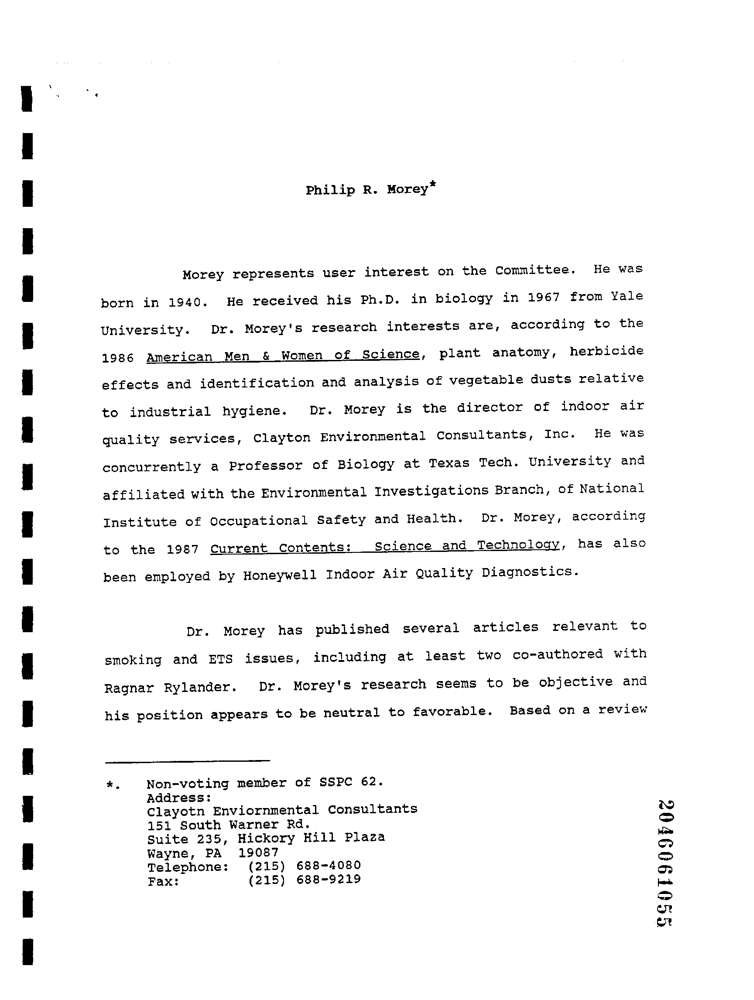 Philip R. Morey*
Morey represents user interest on the Committee. He was
born in 1940. He received his Ph.D. in biology in 1967 from Yale
University. Dr. Morey's research interests are, according to the
1986 American Men & Women of Science, plant anatomy, herbicide
effects and identification and analysis of vegetable dusts relative
to industrial hygiene. Dr. Morey is the director of indoor air
quality services, Clayton Environmental Consultants, Inc. He was
concurrently a Professor of Biology at Texas Tech. University and
affiliated with the Environmental Investigations Branch, of National
Institute of Occupational Safety and Health. Dr. Morey, according
to the 1987 Current Contents: Science and Technology, has also
been employed by Honeywell Indoor Air Quality Diagnostics.
Dr. Morey has published several articles relevant to
smoking and ETS issues, including at least two co-authored with
Ragnar Rylander. Dr. Morey's research seems to be objective and
his position appears to be neutral to favorable. Based on a review
*. Non-voting member of SSPC 62.
Address:
Clayotn Enviornmental Consultants
151 South Warner Rd.
Suite 235, Hickory Hill Plaza
Wayne, PA 19087
Telephone: (215) 688-4080
Fax: (215) 688-9219
2046061055